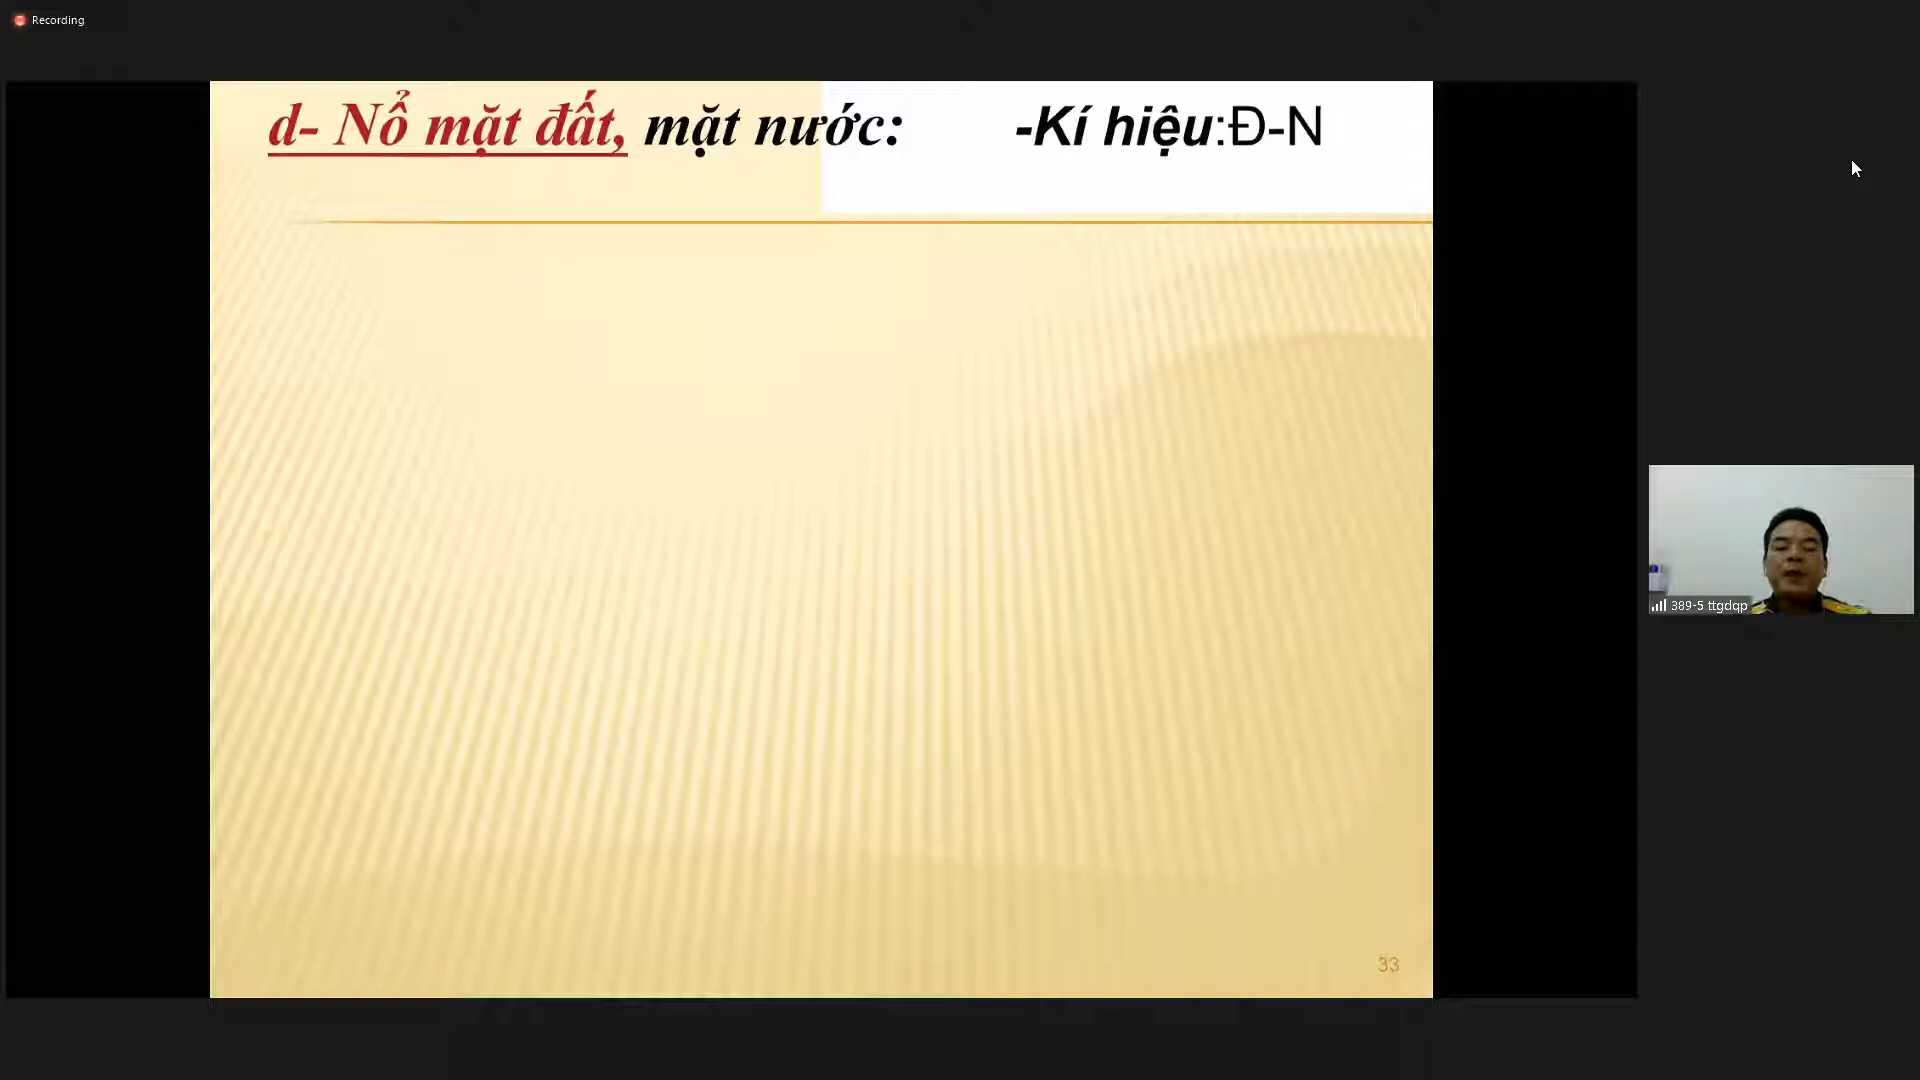 Recording
d- Nổ mặt đất, mặt nước: -Kí hiệu:Đ-N
389-5 ttgdqp
33